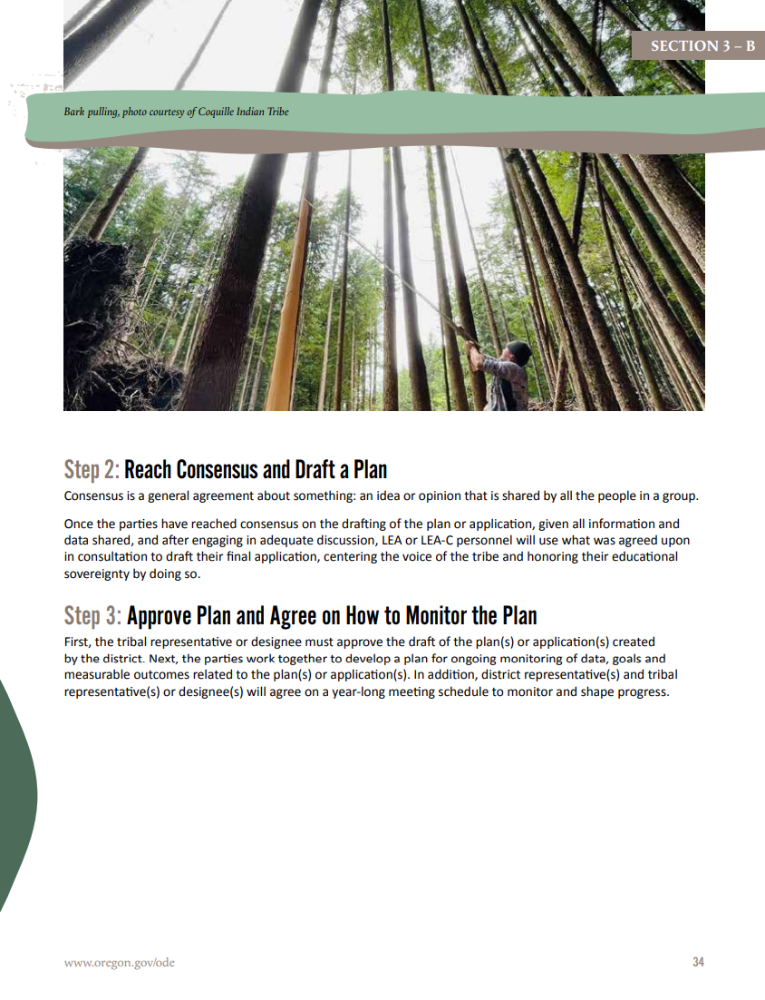 SECTION 3 – B
Bark pulling, photo courtesy of Coquille Indian Tribe
Step 2: Reach Consensus and Draft a Plan
Consensus is a general agreement about something: an idea or opinion that is shared by all the people in a group.
Once the parties have reached consensus on the drafting of the plan or application, given all information and
data shared, and after engaging in adequate discussion, LEA or LEA-C personnel will use what was agreed upon
in consultation to draft their final application, centering the voice of the tribe and honoring their educational
sovereignty by doing so.
Step 3: Approve Plan and Agree on How to Monitor the Plan
First, the tribal representative or designee must approve the draft of the plan(s) or application(s) created
by the district. Next, the parties work together to develop a plan for ongoing monitoring of data, goals and
measurable outcomes related to the plan(s) or application(s). In addition, district representative(s) and tribal
representative(s) or designee(s) will agree on a year-long meeting schedule to monitor and shape progress.
www.oregon.gov/ode
34